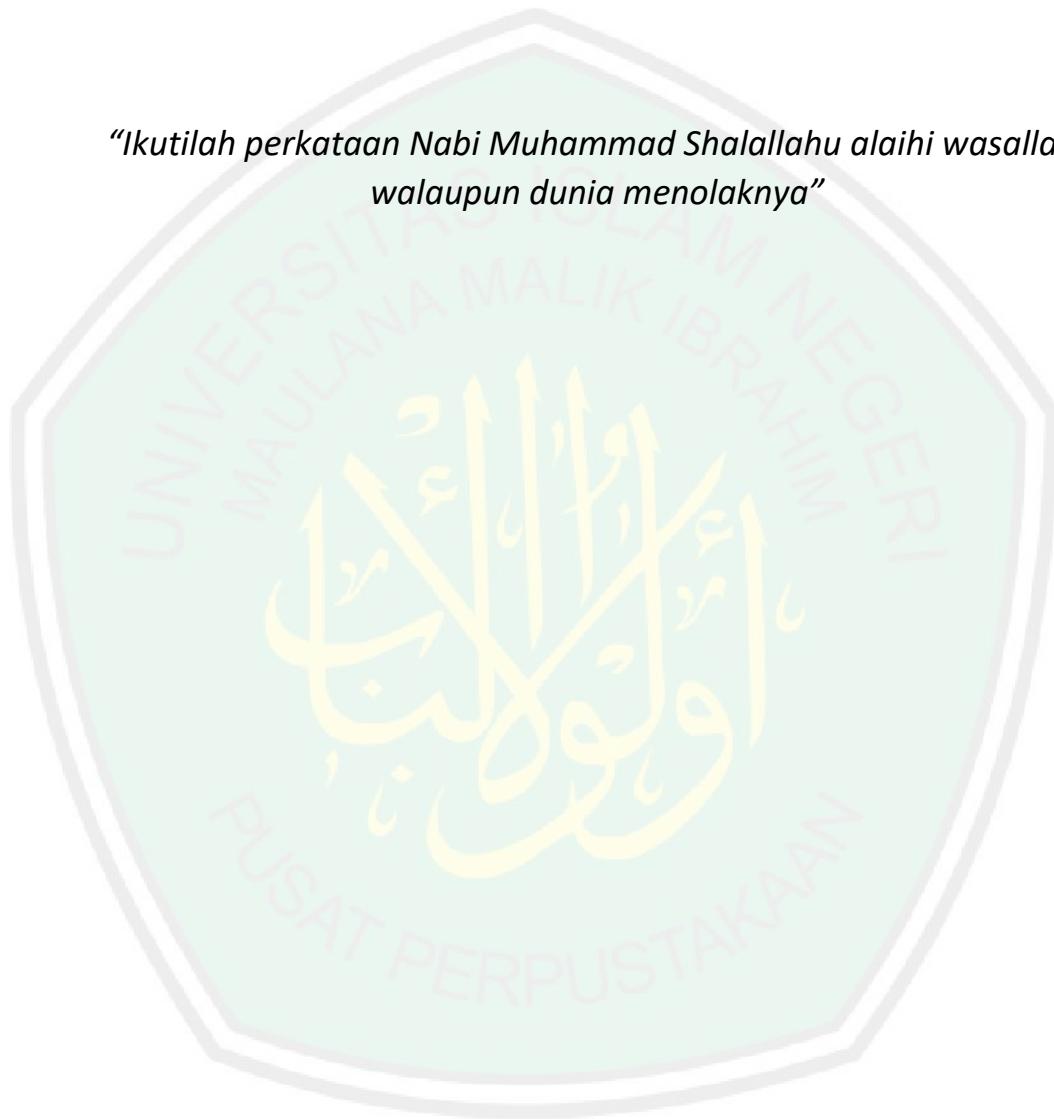 “Ikutilah perkataan Nabi Muhammad Shalallahu alaihi wasalla
walaupun dunia menolaknya”
UNIVERSITAS ISLAM NEGERI
MAULANA MALIK IBRAHIM
أولو الألباب
PUSAT PERPUSTAKAAN